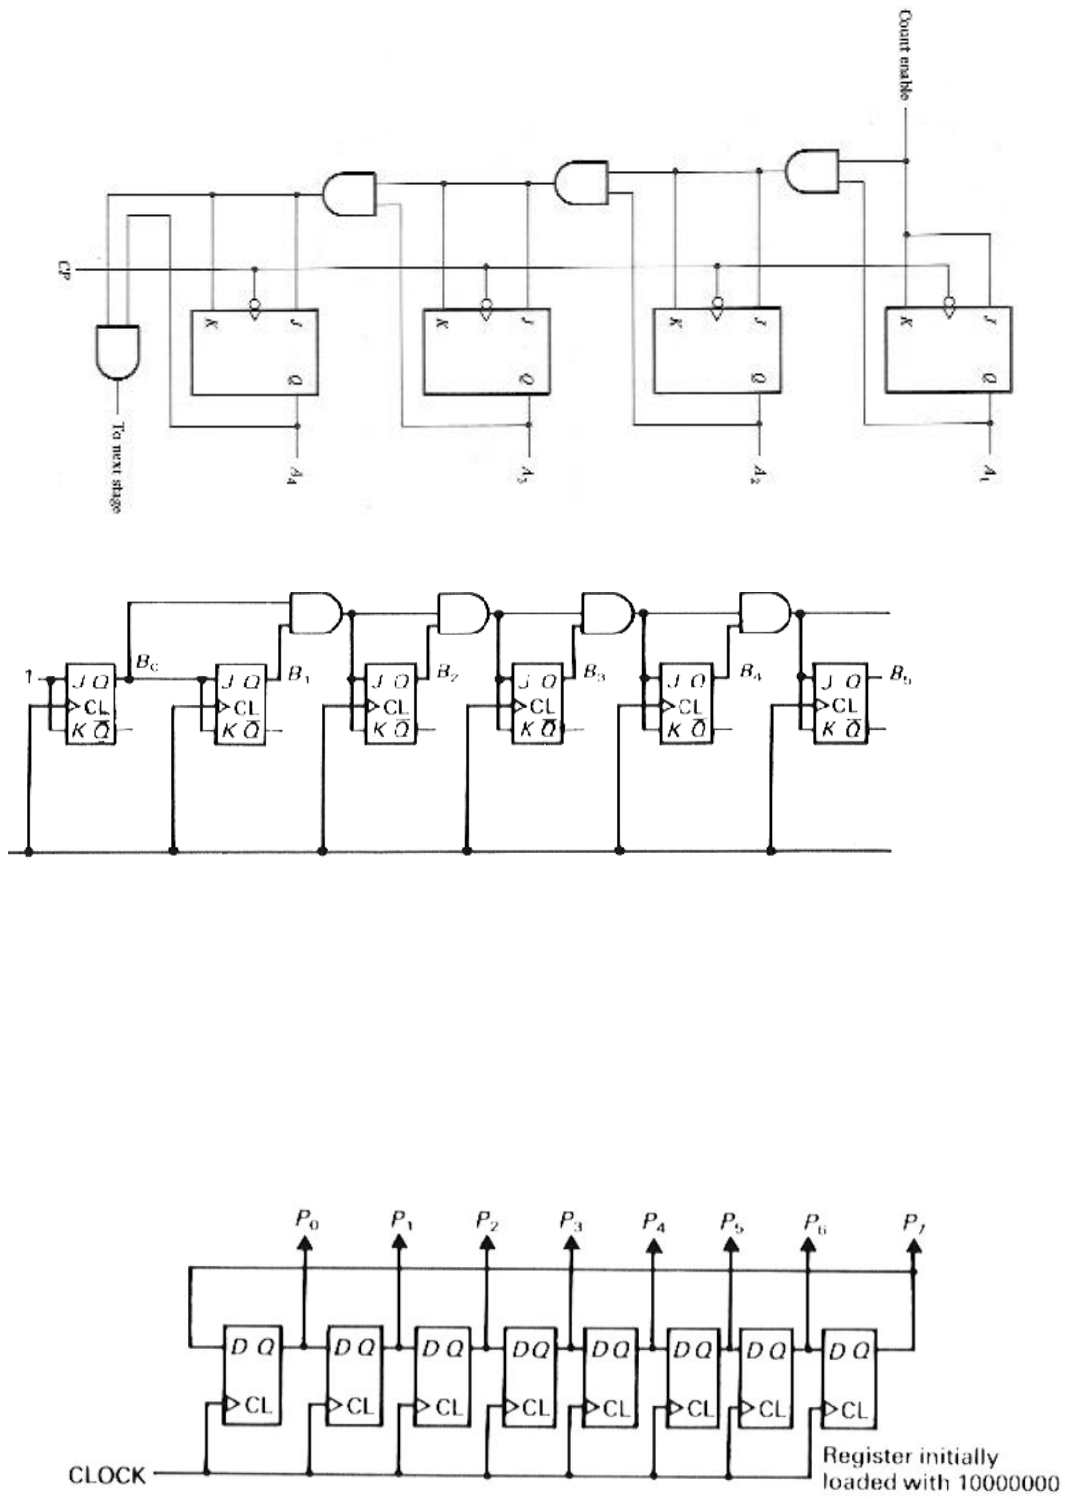 Count enable
CP
K J
Q
K J
Q
K J
Q
K J
Q
A4
A3
A2
A1
To next stage
1 J Q B0 J Q B1 J Q B2 J Q B3 J Q B4 J Q B5
CL CL CL CL CL CL
K Q̅ K Q̅ K Q̅ K Q̅ K Q̅ K Q̅
P0 P1 P2 P3 P4 P5 P6 P7
D Q D Q D Q D Q D Q D Q D Q D Q
CL CL CL CL CL CL CL CL
CLOCK
Register initially
loaded with 10000000